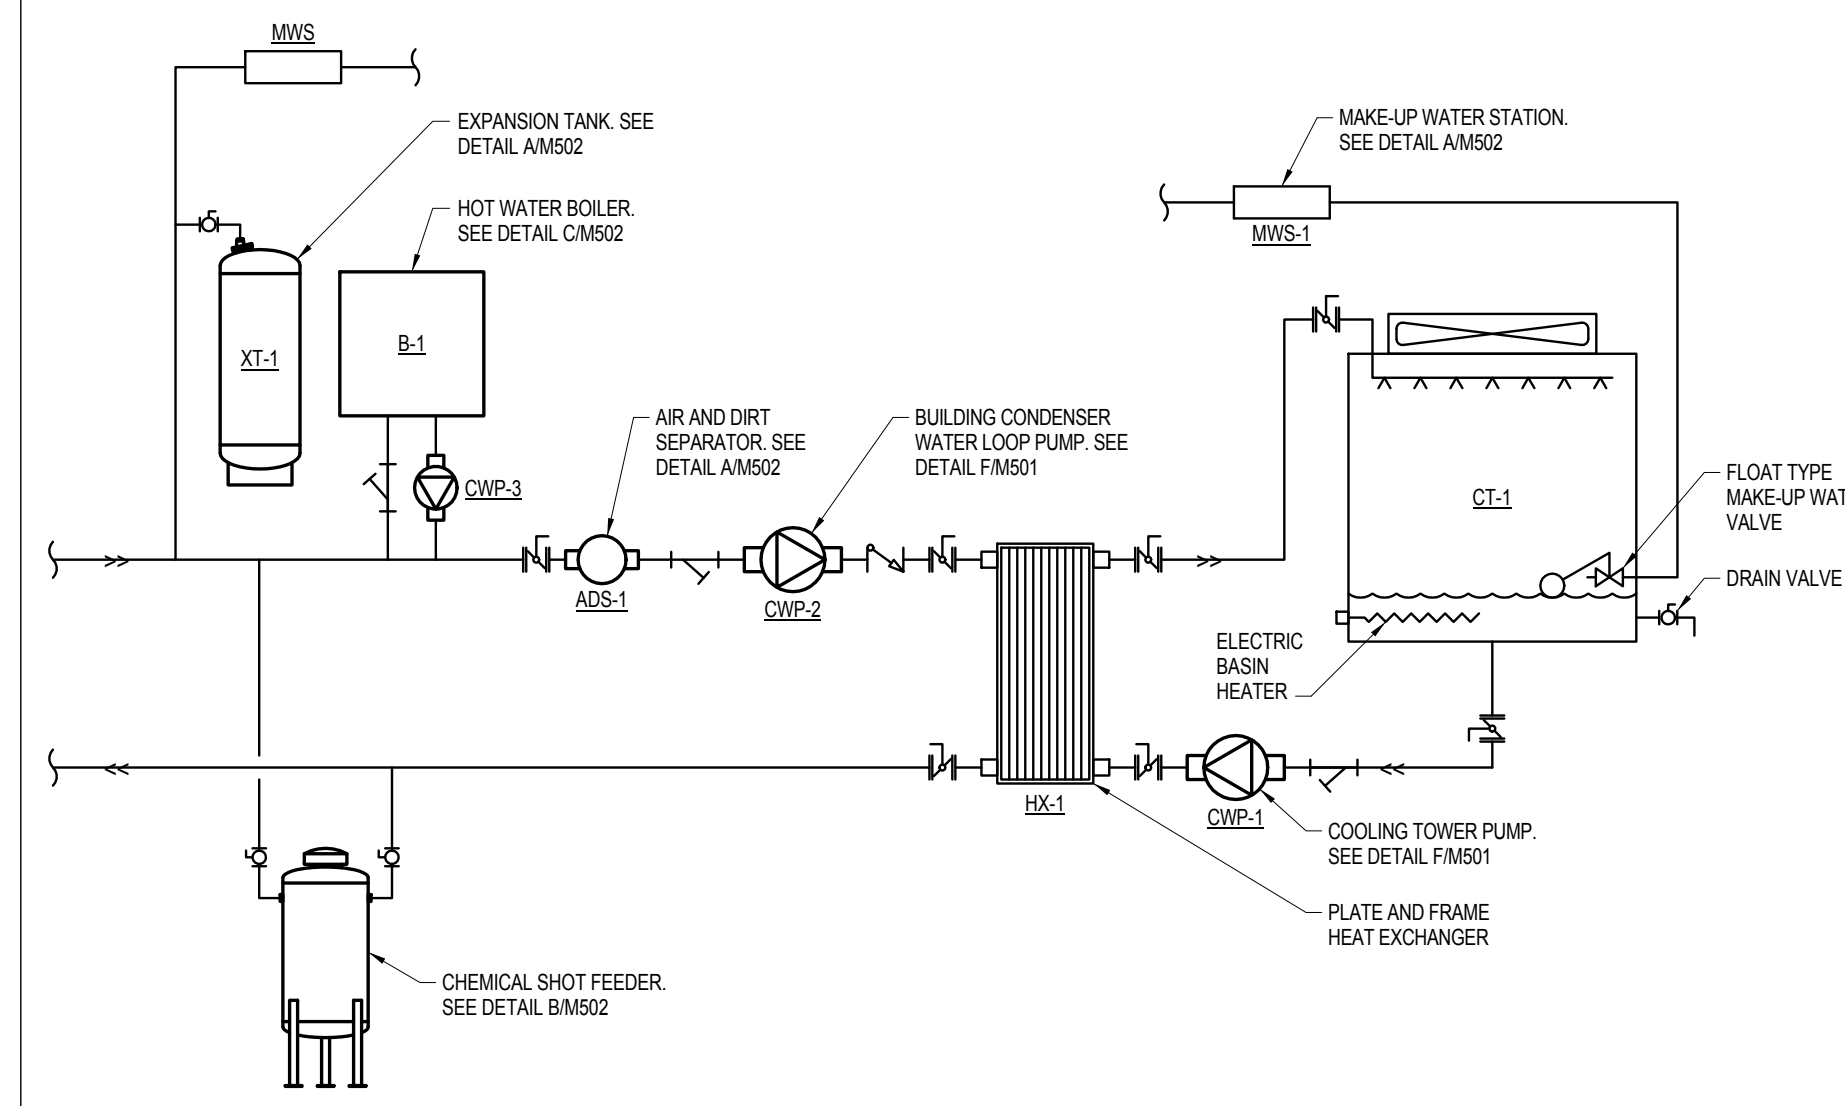 MWS
EXPANSION TANK. SEE
DETAIL A/M502
HOT WATER BOILER.
SEE DETAIL C/M502
XT-1
B-1
CWP-3
AIR AND DIRT
SEPARATOR. SEE
DETAIL A/M502
ADS-1
BUILDING CONDENSER
WATER LOOP PUMP. SEE
DETAIL F/M501
CWP-2
MAKE-UP WATER STATION.
SEE DETAIL A/M502
MWS-1
CT-1
FLOAT TYPE
MAKE-UP WAT
VALVE
DRAIN VALVE
ELECTRIC
BASIN
HEATER
HX-1
CWP-1
COOLING TOWER PUMP.
SEE DETAIL F/M501
PLATE AND FRAME
HEAT EXCHANGER
CHEMICAL SHOT FEEDER.
SEE DETAIL B/M502